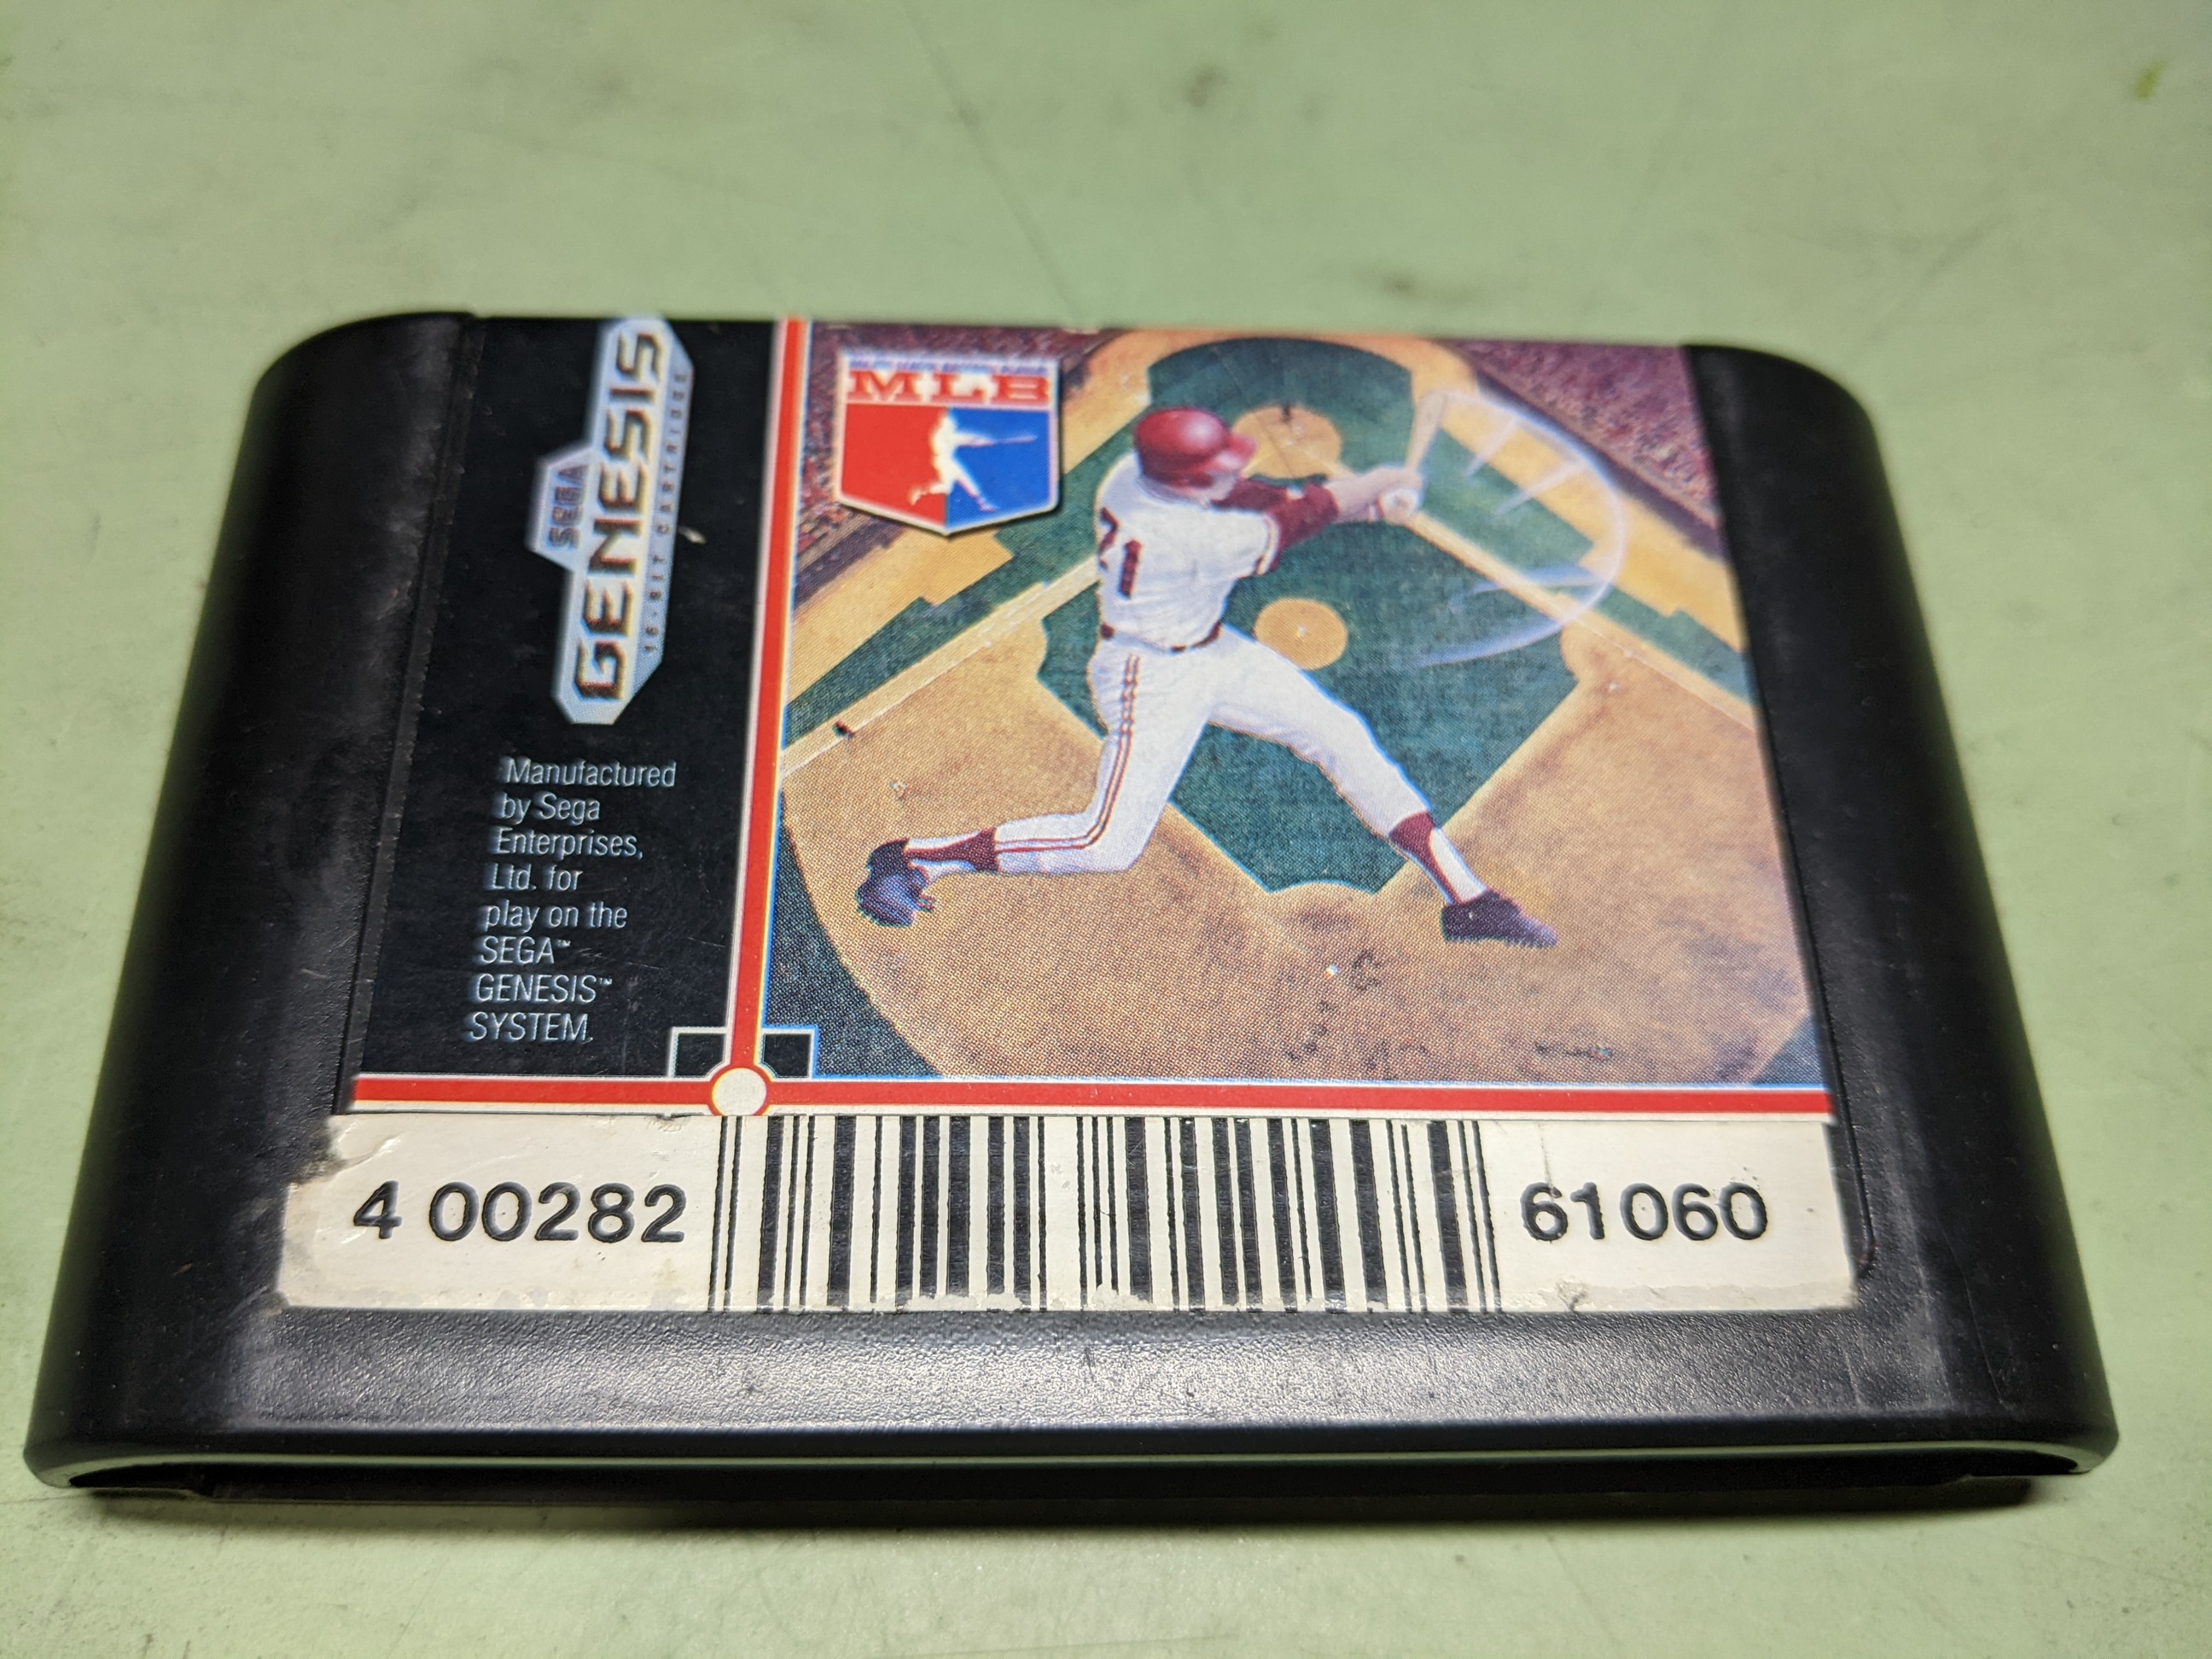 SEGA
GENESIS
16-BIT CARTRIDGE
Manufactured
by Sega
Enterprises,
Ltd. for
play on the
SEGA™
GENESIS™
SYSTEM.
MLB
21
4 00282
61060